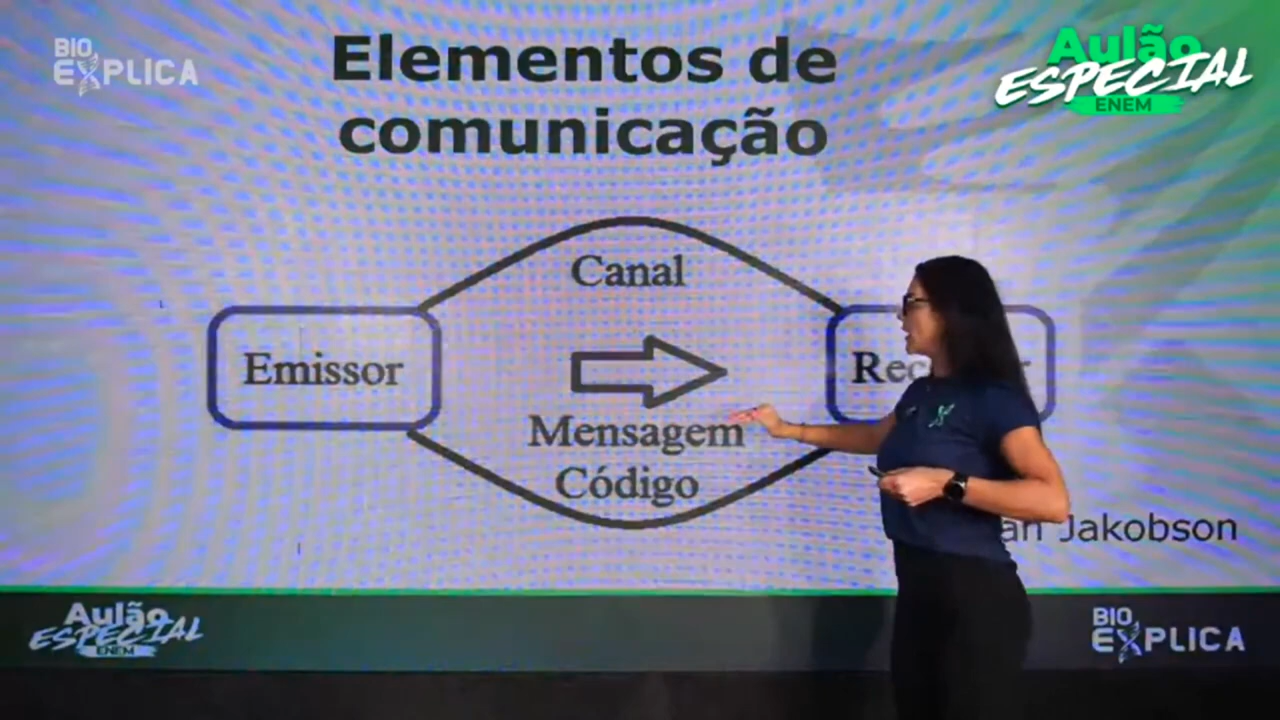 BIO
EXPLICA
Aulão
ESPECIAL
ENEM
Elementos de
comunicação
Canal
Emissor
Mensagem
Código
Jakobson
Aulão
ESPECIAL
ENEM
BIO
EXPLICA